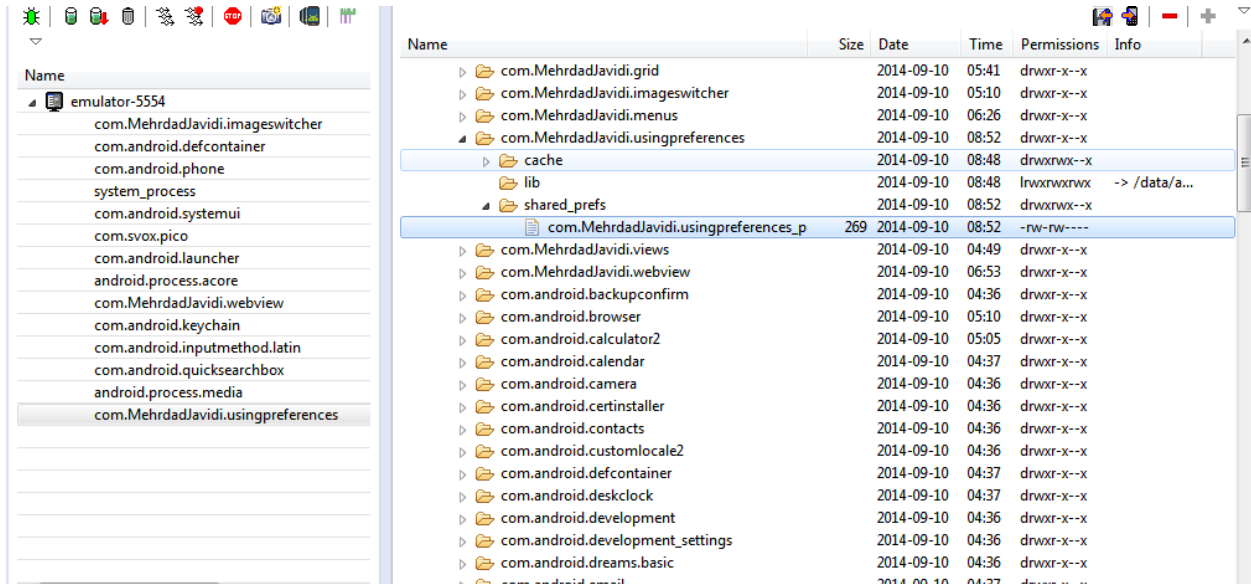 STOP
Name
emulator-5554
com.MehrdadJavidi.imageswitcher
com.android.defcontainer
com.android.phone
system_process
com.android.systemui
com.svox.pico
com.android.launcher
android.process.acore
com.MehrdadJavidi.webview
com.android.keychain
com.android.inputmethod.latin
com.android.quicksearchbox
android.process.media
com.MehrdadJavidi.usingpreferences
Name Size Date Time Permissions Info
com.MehrdadJavidi.grid 2014-09-10 05:41 drwxr-x--x
com.MehrdadJavidi.imageswitcher 2014-09-10 05:10 drwxr-x--x
com.MehrdadJavidi.menus 2014-09-10 06:26 drwxr-x--x
com.MehrdadJavidi.usingpreferences 2014-09-10 08:52 drwxr-x--x
cache 2014-09-10 08:48 drwxrwx--x
lib 2014-09-10 08:48 lrwxrwxrwx -> /data/a...
shared_prefs 2014-09-10 08:52 drwxrwx--x
com.MehrdadJavidi.usingpreferences_p 269 2014-09-10 08:52 -rw-rw----
com.MehrdadJavidi.views 2014-09-10 04:49 drwxr-x--x
com.MehrdadJavidi.webview 2014-09-10 06:53 drwxr-x--x
com.android.backupconfirm 2014-09-10 04:36 drwxr-x--x
com.android.browser 2014-09-10 05:10 drwxr-x--x
com.android.calculator2 2014-09-10 05:05 drwxr-x--x
com.android.calendar 2014-09-10 04:37 drwxr-x--x
com.android.camera 2014-09-10 04:36 drwxr-x--x
com.android.certinstaller 2014-09-10 04:36 drwxr-x--x
com.android.contacts 2014-09-10 04:36 drwxr-x--x
com.android.customlocale2 2014-09-10 04:36 drwxr-x--x
com.android.defcontainer 2014-09-10 04:37 drwxr-x--x
com.android.deskclock 2014-09-10 04:37 drwxr-x--x
com.android.development 2014-09-10 04:36 drwxr-x--x
com.android.development_settings 2014-09-10 04:36 drwxr-x--x
com.android.dreams.basic 2014-09-10 04:36 drwxr-x--x
com.android.email 2014-09-10 04:37 drwxr-x--x